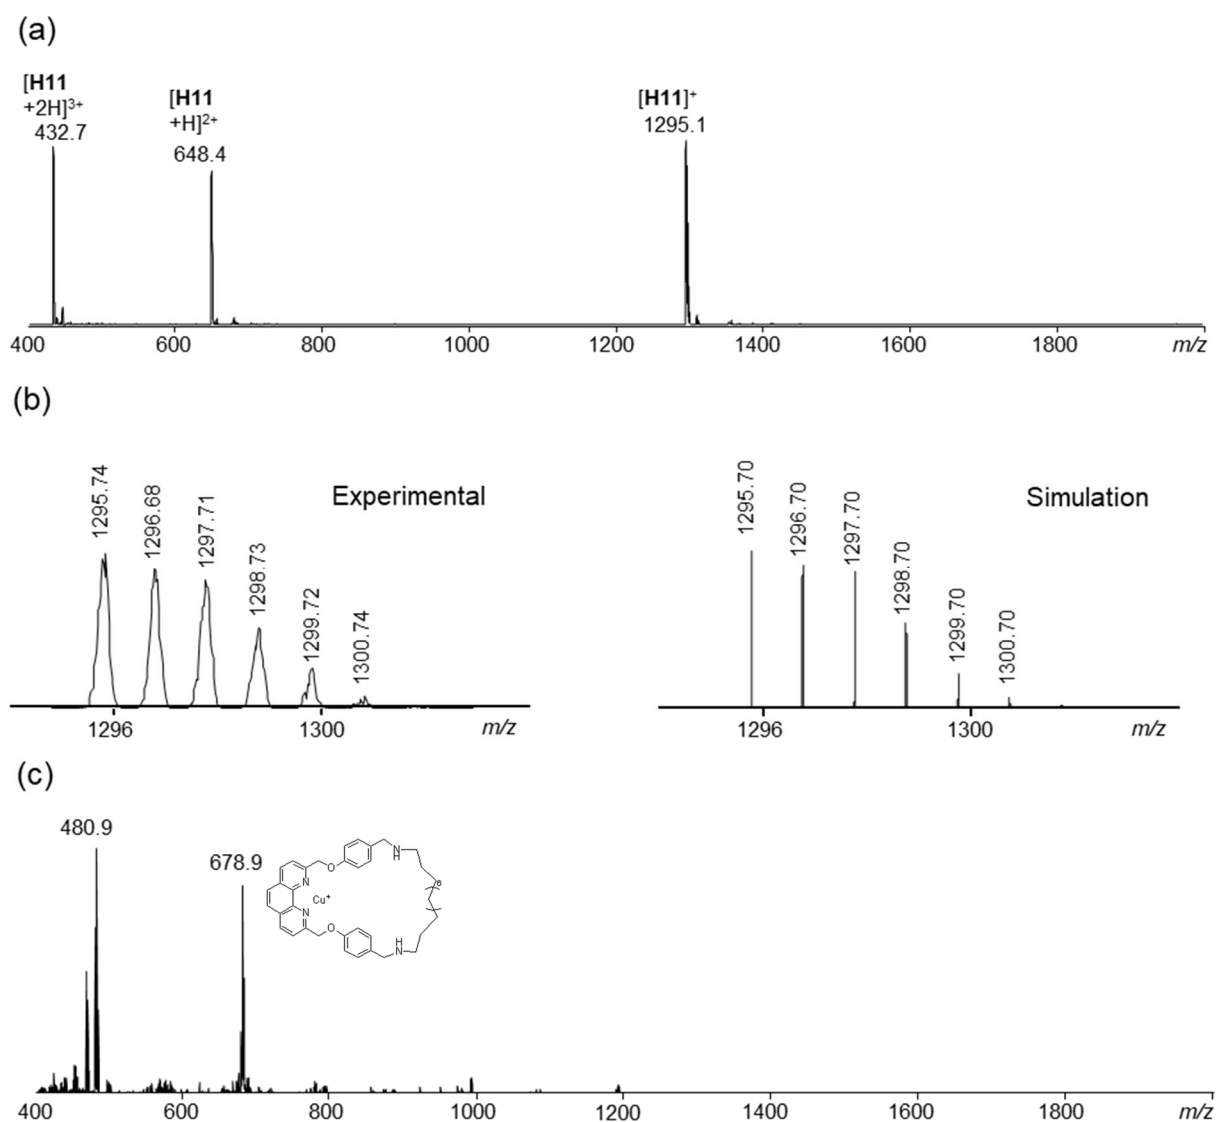 (a)
[H11
+2H]³⁺
432.7
[H11
+H]²⁺
648.4
[H11]⁺
1295.1
400 600 800 1000 1200 1400 1600 1800 m/z
(b)
1295.74
1296.68
1297.71
1298.73
1299.72
1300.74
Experimental
1296 1300 m/z
1295.70
1296.70
1297.70
1298.70
1299.70
1300.70
Simulation
1296 1300 m/z
(c)
480.9
678.9
O
H
N
N
Cu⁺
6
N
O
H
N
400 600 800 1000 1200 1400 1600 1800 m/z